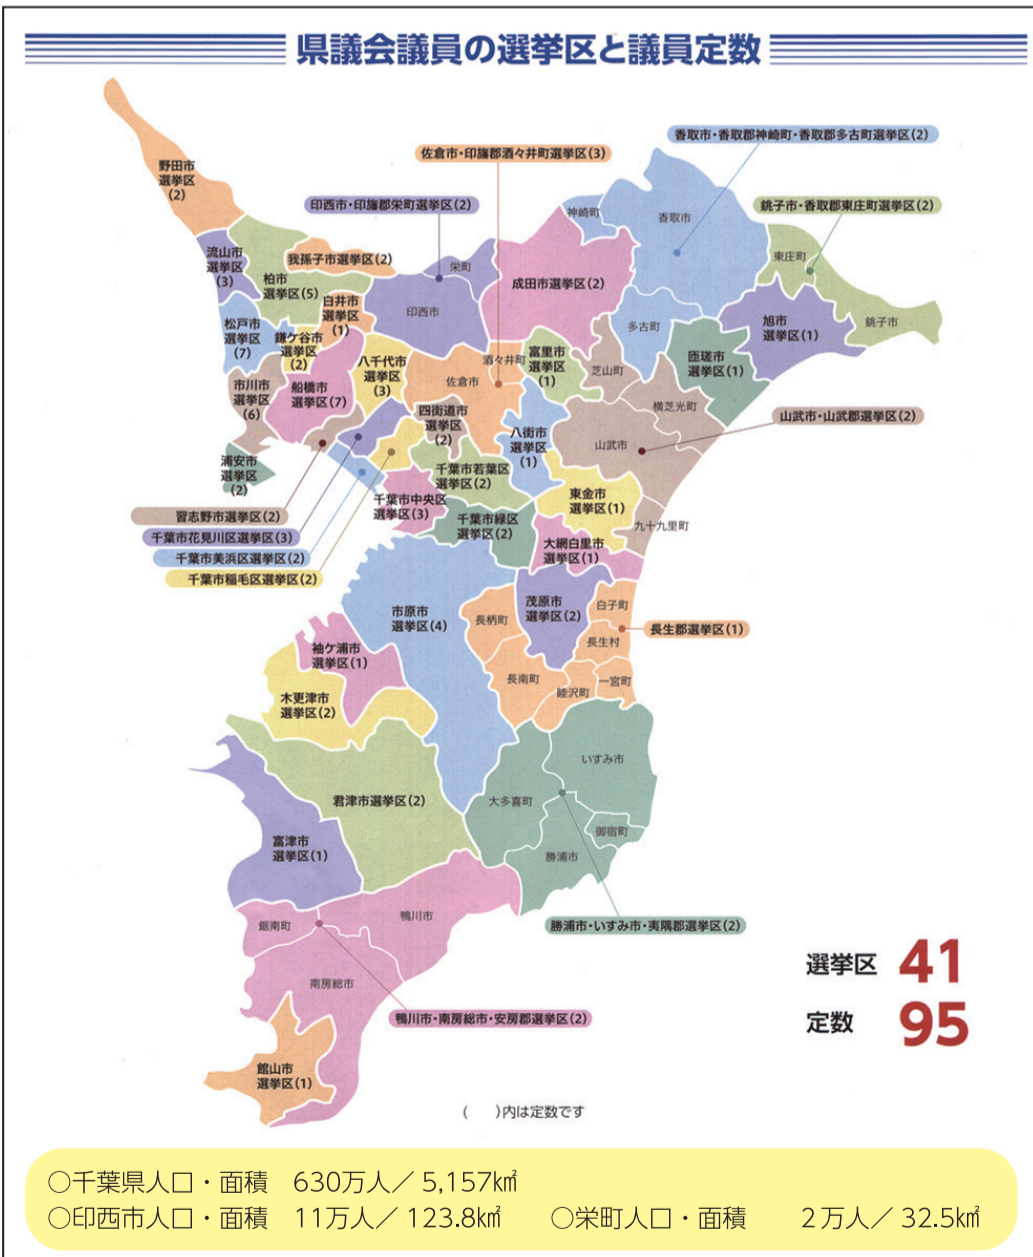 県議会議員の選挙区と議員定数
香取市・香取郡神崎町・香取郡多古町選挙区(2)
佐倉市・印旛郡酒々井町選挙区(3)
野田市
選挙区
(2)
印西市・印旛郡栄町選挙区(2)
銚子市・香取郡東庄町選挙区(2)
神崎町
香取市
流山市
選挙区
(3)
柏市
選挙区(5)
我孫子市選挙区(2)
栄町
成田市選挙区(2)
東庄町
白井市
選挙区
(1)
印西市
松戸市
選挙区
(7)
鎌ケ谷市
選挙区
(2)
多古町
旭市
選挙区(1)
銚子市
八千代市
選挙区
(3)
酒々井町
富里市
選挙区
(1)
芝山町
匝瑳市
選挙区(1)
市川市
選挙区
(6)
船橋市
選挙区(7)
佐倉市
四街道市
選挙区
(2)
八街市
選挙区
(1)
横芝光町
山武市・山武郡選挙区(2)
山武市
浦安市
選挙区
(2)
千葉市若葉区
選挙区(2)
千葉市中央区
選挙区(3)
東金市
選挙区(1)
習志野市選挙区(2)
千葉市花見川区選挙区(3)
千葉市美浜区選挙区(2)
千葉市稲毛区選挙区(2)
千葉市緑区
選挙区(2)
九十九里町
大網白里市
選挙区(1)
市原市
選挙区(4)
長柄町
茂原市
選挙区(2)
白子町
長生郡選挙区(1)
長生村
袖ケ浦市
選挙区(1)
長南町
睦沢町
一宮町
木更津市
選挙区(2)
いすみ市
君津市選挙区(2)
大多喜町
御宿町
富津市
選挙区(1)
勝浦市
鋸南町
鴨川市
勝浦市・いすみ市・夷隅郡選挙区(2)
南房総市
選挙区 41
定数 95
鴨川市・南房総市・安房郡選挙区(2)
館山市
選挙区(1)
(　)内は定数です
○千葉県人口・面積　630万人／5,157㎢
○印西市人口・面積　11万人／123.8㎢　○栄町人口・面積　2万人／32.5㎢